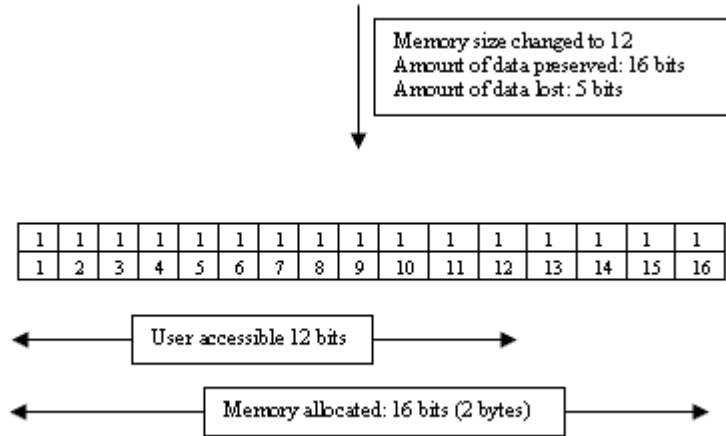 Memory size changed to 12
Amount of data preserved: 16 bits
Amount of data lost: 5 bits
1 1 1 1 1 1 1 1 1 1 1 1 1 1 1 1
1 2 3 4 5 6 7 8 9 10 11 12 13 14 15 16
User accessible 12 bits
Memory allocated: 16 bits (2 bytes)